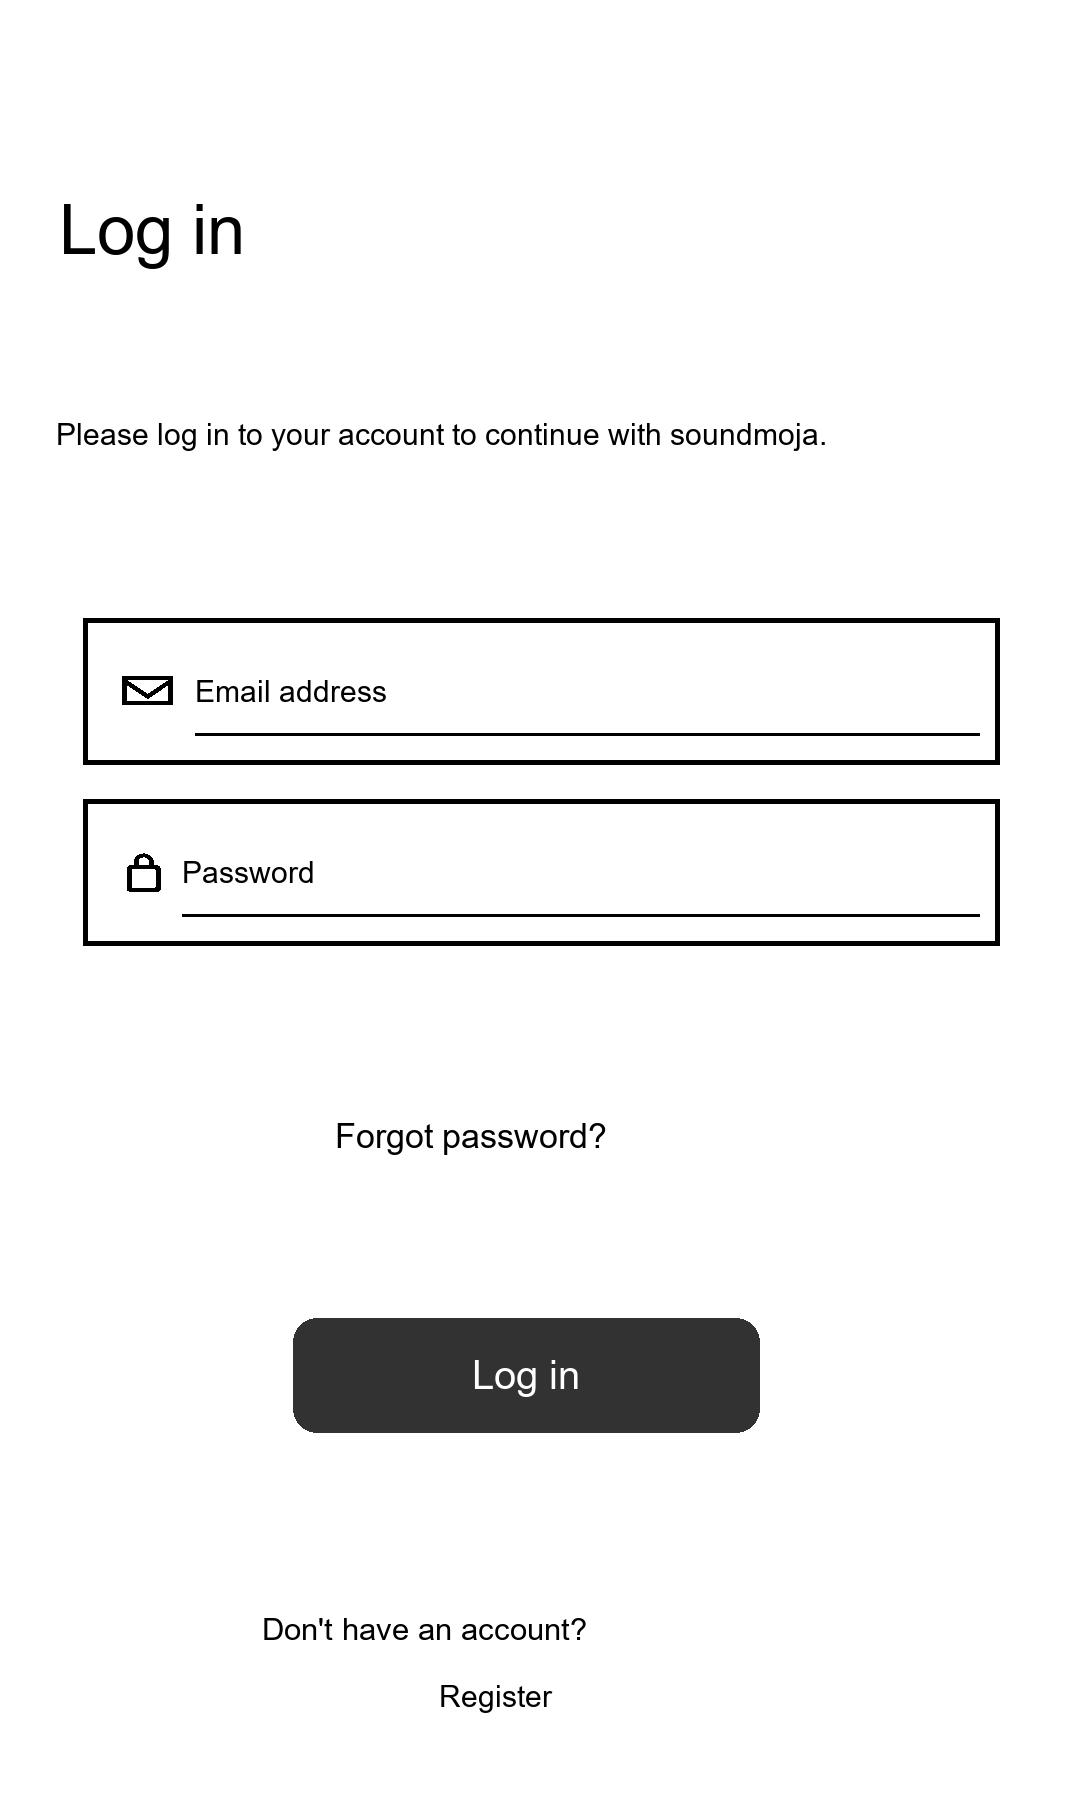 Log in
Please log in to your account to continue with soundmoja.
Email address
Password
Forgot password?
Log in
Don't have an account?
Register